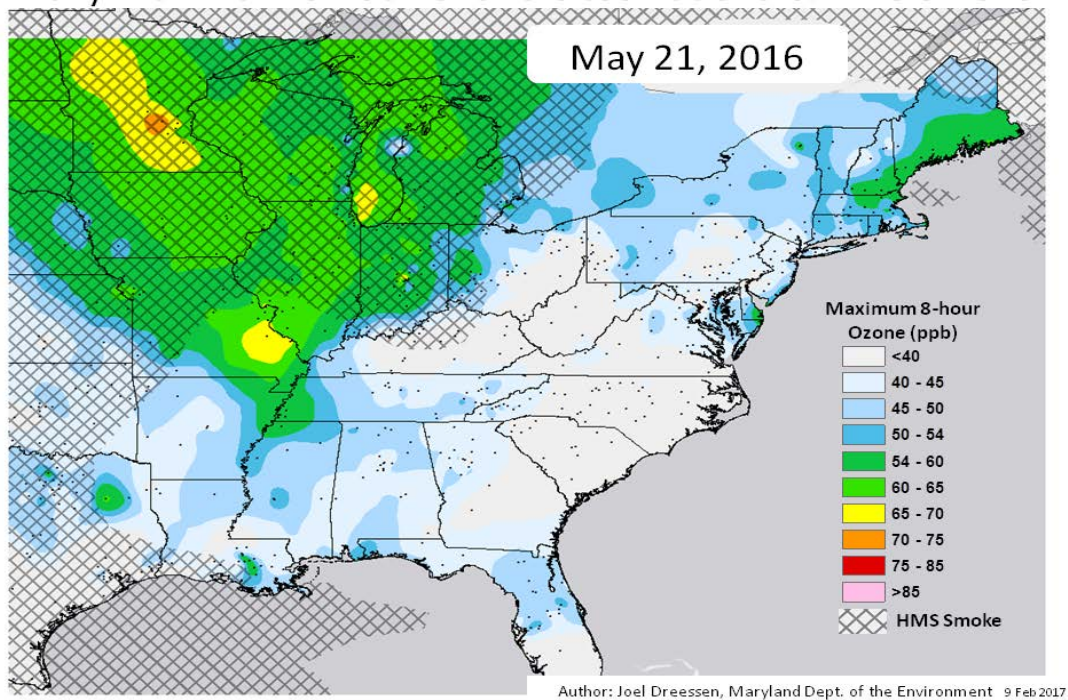 May 21, 2016
Maximum 8-hour
Ozone (ppb)
<40
40 - 45
45 - 50
50 - 54
54 - 60
60 - 65
65 - 70
70 - 75
75 - 85
>85
HMS Smoke
Author: Joel Dreessen, Maryland Dept. of the Environment 9 Feb 2017